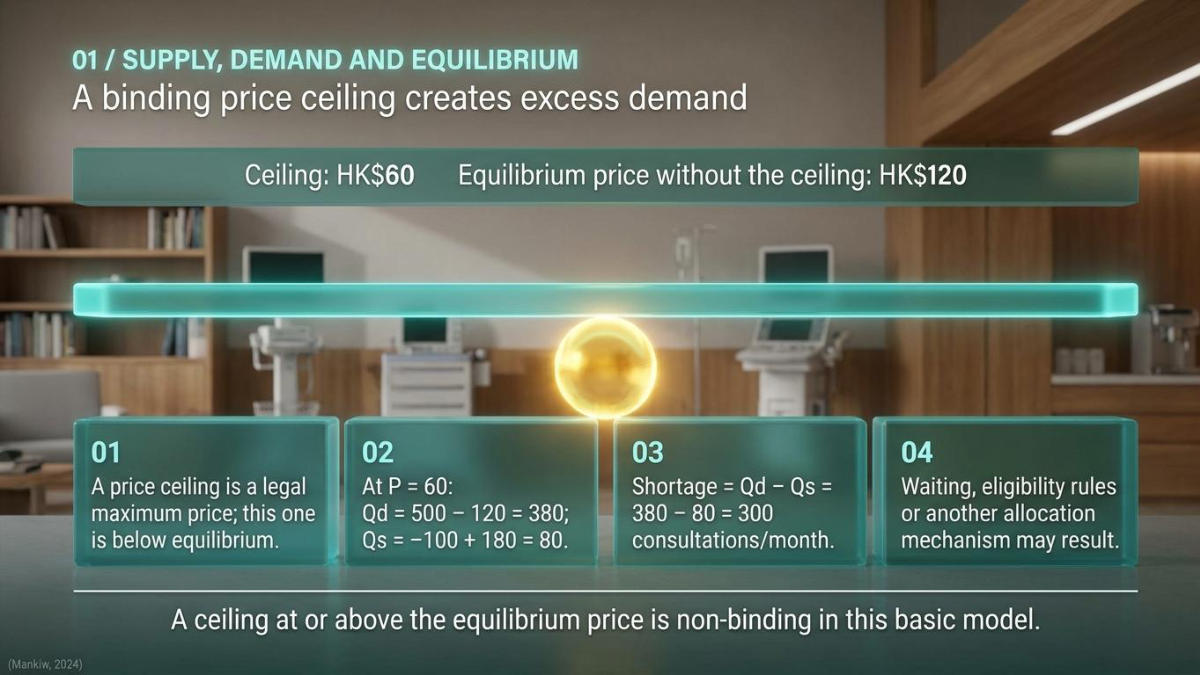 01 / SUPPLY, DEMAND AND EQUILIBRIUM
A binding price ceiling creates excess demand
Ceiling: HK$60 Equilibrium price without the ceiling: HK$120
01
A price ceiling is a legal
maximum price; this one
is below equilibrium.
02
At P = 60:
Qd = 500 − 120 = 380;
Qs = −100 + 180 = 80.
03
Shortage = Qd − Qs =
380 − 80 = 300
consultations/month.
04
Waiting, eligibility rules
or another allocation
mechanism may result.
A ceiling at or above the equilibrium price is non-binding in this basic model.
(Mankiw, 2024)